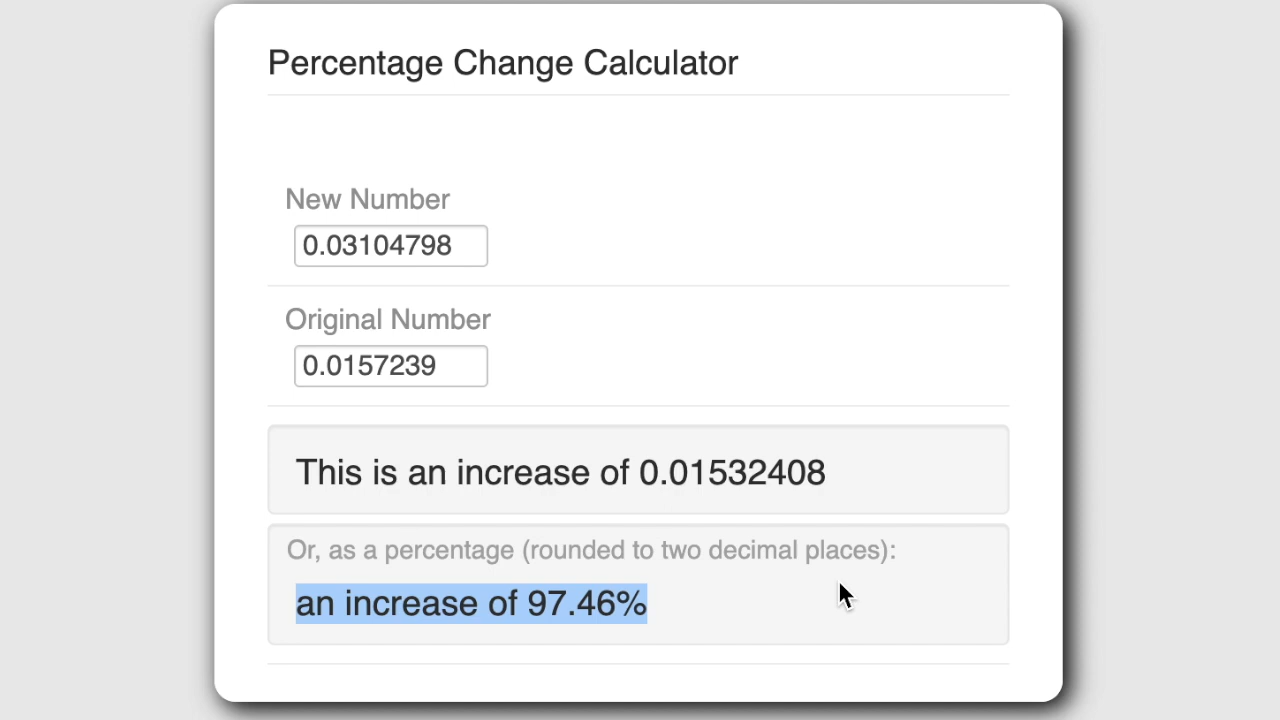 Percentage Change Calculator
New Number
0.03104798
Original Number
0.0157239
This is an increase of 0.01532408
Or, as a percentage (rounded to two decimal places):
an increase of 97.46%